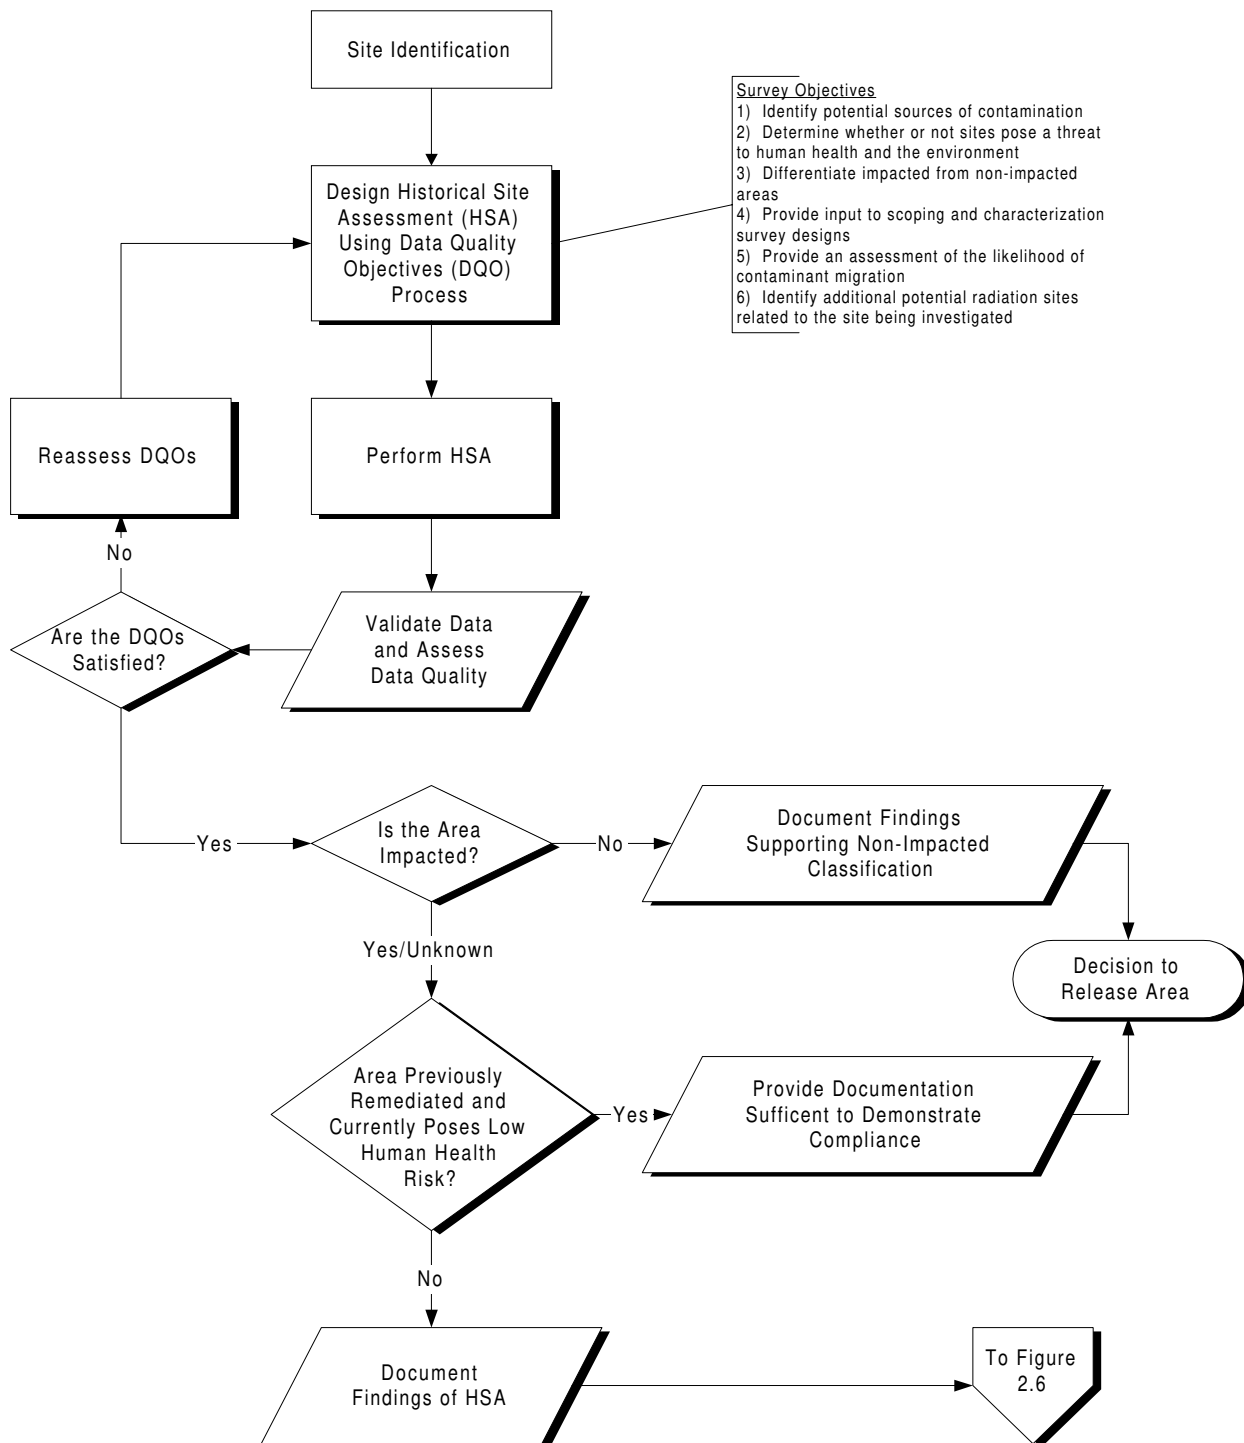 Site Identification
Survey Objectives
1) Identify potential sources of contamination
2) Determine whether or not sites pose a threat
to human health and the environment
3) Differentiate impacted from non-impacted
areas
4) Provide input to scoping and characterization
survey designs
5) Provide an assessment of the likelihood of
contaminant migration
6) Identify additional potential radiation sites
related to the site being investigated
Design Historical Site
Assessment (HSA)
Using Data Quality
Objectives (DQO)
Process
Reassess DQOs
Perform HSA
No
Are the DQOs
Satisfied?
Validate Data
and Assess
Data Quality
Yes
Is the Area
Impacted?
No
Document Findings
Supporting Non-Impacted
Classification
Yes/Unknown
Decision to
Release Area
Area Previously
Remediated and
Currently Poses Low
Human Health
Risk?
Yes
Provide Documentation
Sufficent to Demonstrate
Compliance
No
Document
Findings of HSA
To Figure
2.6